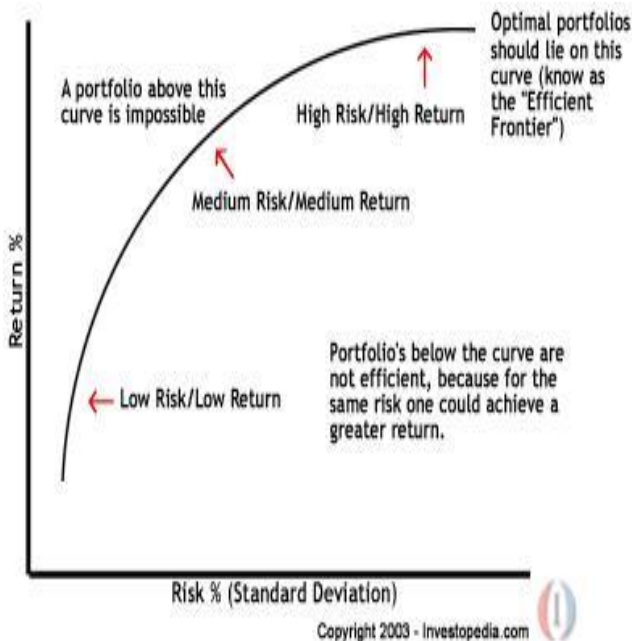 Optimal portfolios
should lie on this
curve (know as
the "Efficient
Frontier")
A portfolio above this
curve is impossible
High Risk/High Return
Medium Risk/Medium Return
Return %
Portfolio's below the curve are
not efficient, because for the
same risk one could achieve a
greater return.
Low Risk/Low Return
Risk % (Standard Deviation)
Copyright 2003 - Investopedia.com